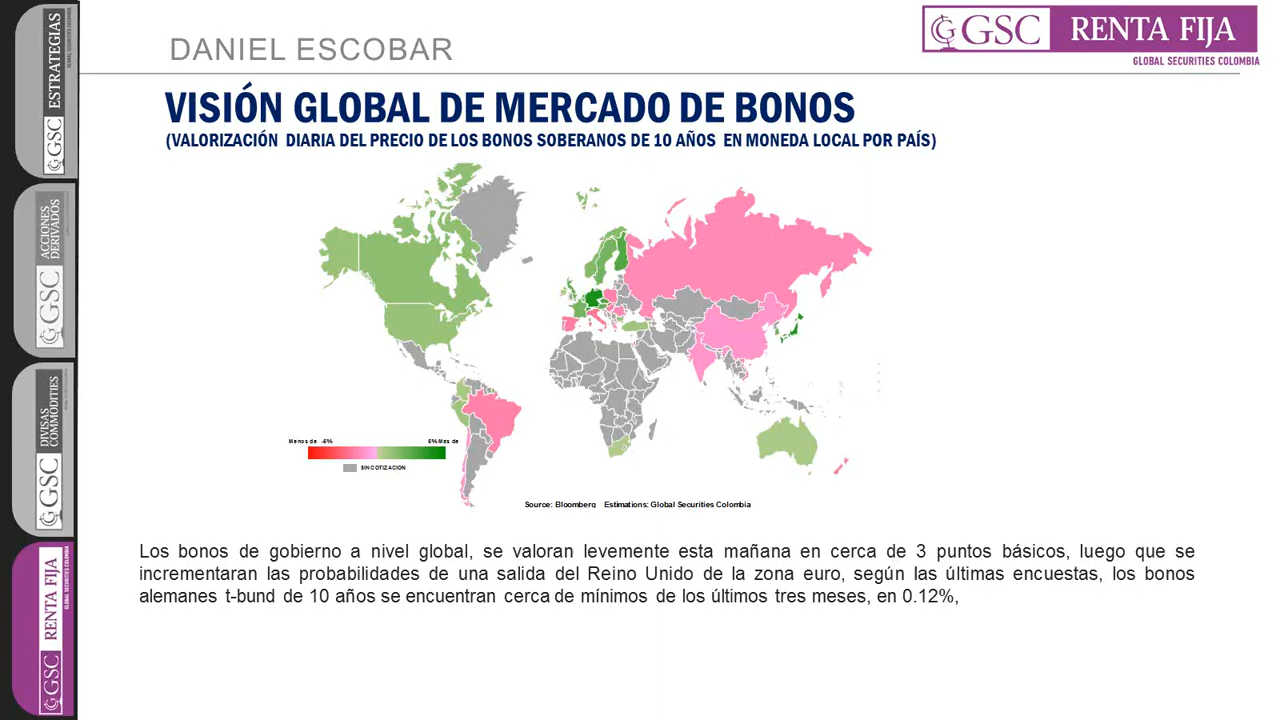 DANIEL ESCOBAR
GSC RENTA FIJA
GLOBAL SECURITIES COLOMBIA
VISIÓN GLOBAL DE MERCADO DE BONOS
(VALORIZACIÓN DIARIA DEL PRECIO DE LOS BONOS SOBERANOS DE 10 AÑOS EN MONEDA LOCAL POR PAÍS)
GSC ESTRATEGIAS
GSC ACCIONES
DERIVADOS
GSC DIVISAS
COMMODITIES
GSC RENTA FIJA
GLOBAL SECURITIES COLOMBIA
Menos de -6% 6% Mas de
SIN COTIZACION
Source: Bloomberg Estimations: Global Securities Colombia
Los bonos de gobierno a nivel global, se valoran levemente esta mañana en cerca de 3 puntos básicos, luego que se
incrementaran las probabilidades de una salida del Reino Unido de la zona euro, según las últimas encuestas, los bonos
alemanes t-bund de 10 años se encuentran cerca de mínimos de los últimos tres meses, en 0.12%,